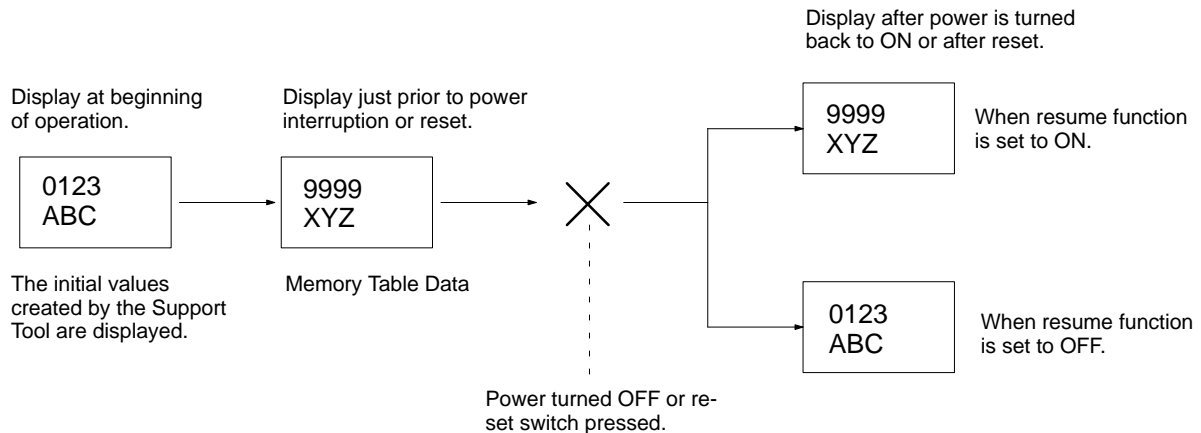 Display at beginning
of operation.
0123
ABC
The initial values
created by the Support
Tool are displayed.
Display just prior to power
interruption or reset.
9999
XYZ
Memory Table Data
Power turned OFF or re-
set switch pressed.
Display after power is turned
back to ON or after reset.
9999
XYZ
When resume function
is set to ON.
0123
ABC
When resume function
is set to OFF.